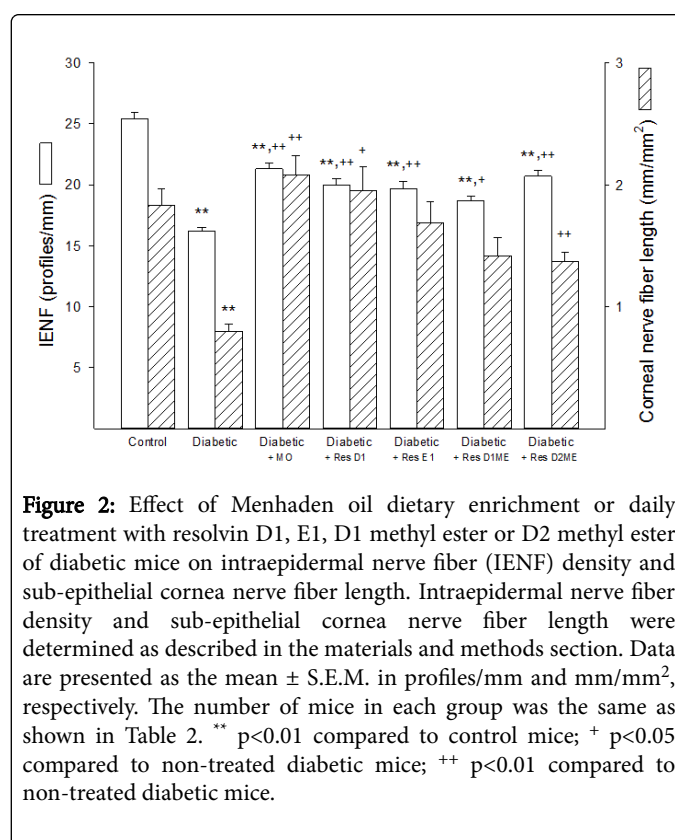 30
3
25
20
2
15
10
1
5
IENF (profiles/mm)
Corneal nerve fiber length (mm/mm²)
**
**
**,++
++
**,++
+
**,++
**,+
**,++
++
Control
Diabetic
Diabetic
+ MO
Diabetic
+ Res D1
Diabetic
+ Res E1
Diabetic
+ Res D1ME
Diabetic
+ Res D2ME
Figure 2: Effect of Menhaden oil dietary enrichment or daily
treatment with resolvin D1, E1, D1 methyl ester or D2 methyl ester
of diabetic mice on intraepidermal nerve fiber (IENF) density and
sub-epithelial cornea nerve fiber length. Intraepidermal nerve fiber
density and sub-epithelial cornea nerve fiber length were
determined as described in the materials and methods section. Data
are presented as the mean ± S.E.M. in profiles/mm and mm/mm²,
respectively. The number of mice in each group was the same as
shown in Table 2. ** p<0.01 compared to control mice; + p<0.05
compared to non-treated diabetic mice; ++ p<0.01 compared to
non-treated diabetic mice.